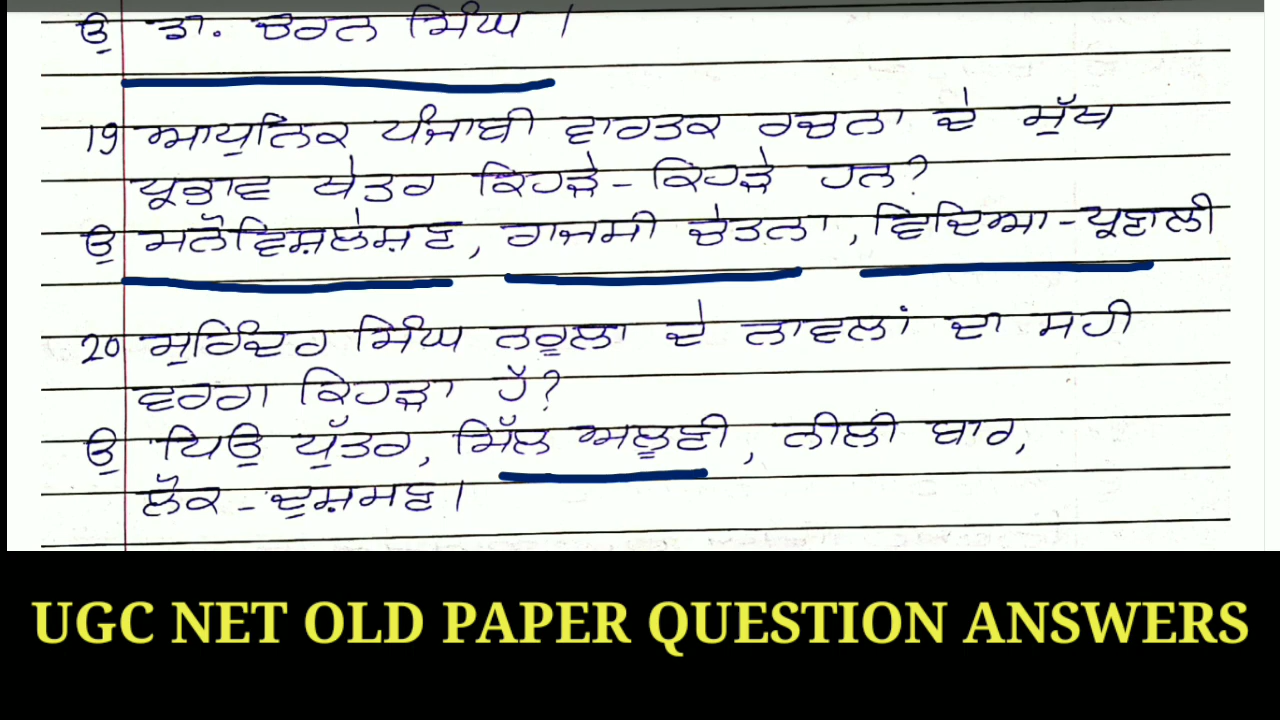 ਉ ਡਾ. ਚਰਨ ਸਿੰਘ ।
19 ਆਧੁਨਿਕ ਪੰਜਾਬੀ ਵਾਰਤਕ ਰਚਨਾ ਦੇ ਮੁੱਖ
ਪ੍ਰਭਾਵ ਖੇਤਰ ਕਿਹੜੇ - ਕਿਹੜੇ ਹਨ?
ਉ ਮਨੋਵਿਸ਼ਲੇਸ਼ਣ, ਰਾਜਸੀ ਚੇਤਨਾ, ਵਿਦਿਆ-ਪ੍ਰਣਾਲੀ
20 ਸੁਰਿੰਦਰ ਸਿੰਘ ਨਰੂਲਾ ਦੇ ਨਾਵਲਾਂ ਦਾ ਸਹੀ
ਵਰਗ ਕਿਹੜਾ ਹੈ?
ਉ ਪਿਉ ਪੁੱਤਰ, ਸਿੱਲ ਅਲੂਣੀ, ਨੀਲੀ ਬਾਰ,
ਲੋਕ - ਦੁਸ਼ਮਣ।
UGC NET OLD PAPER QUESTION ANSWERS